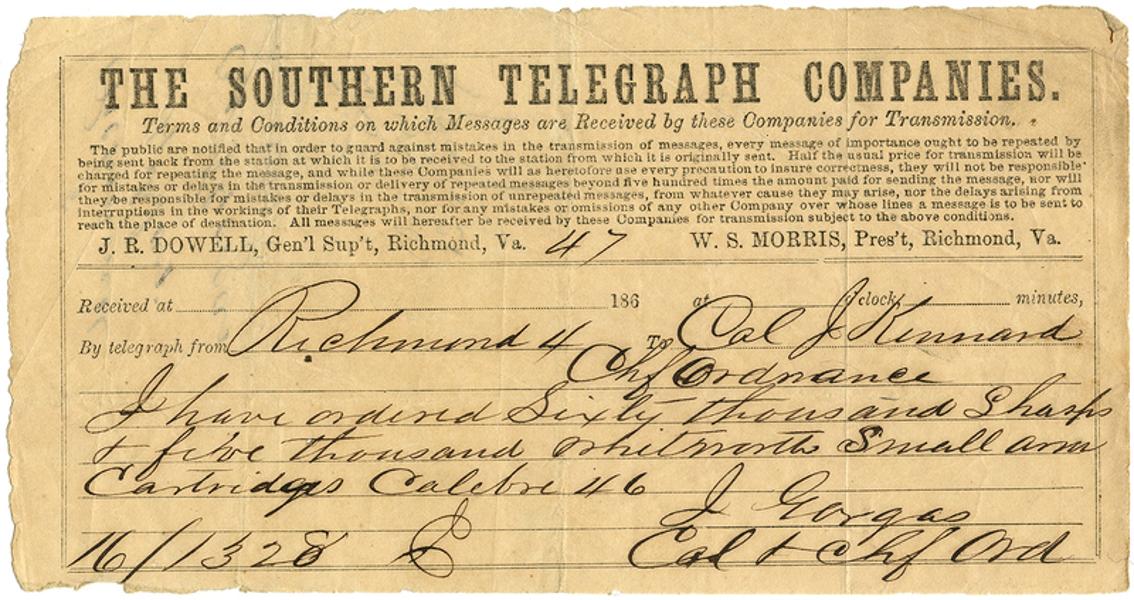 THE SOUTHERN TELEGRAPH COMPANIES.
Terms and Conditions on which Messages are Received by these Companies for Transmission.
The public are notified that in order to guard against mistakes in the transmission of messages, every message of importance ought to be repeated by
being sent back from the station at which it is to be received to the station from which it is originally sent. Half the usual price for transmission will be
charged for repeating the message, and while these Companies will as heretofore use every precaution to insure correctness, they will not be responsible
for mistakes or delays in the transmission or delivery of repeated messages beyond five hundred times the amount paid for sending the message, nor will
they be responsible for mistakes or delays in the transmission of unrepeated messages, from whatever cause they may arise, nor the delays arising from
interruptions in the workings of their Telegraphs, nor for any mistakes or omissions of any other Company over whose lines a message is to be sent to
reach the place of destination. All messages will hereafter be received by these Companies for transmission subject to the above conditions.
J. R. DOWELL, Gen'l Sup't, Richmond, Va. 47 W. S. MORRIS, Pres't, Richmond, Va.
Received at 186 at o'clock, minutes,
By telegraph from Richmond 4 To Col J Kennard
Chf Ordnance
I have ordered Sixty thousand Sharps
& five thousand Whitworth Small arm
Cartridges Calebre 46
J Gorgas
16/1328 Col & Chf Ord